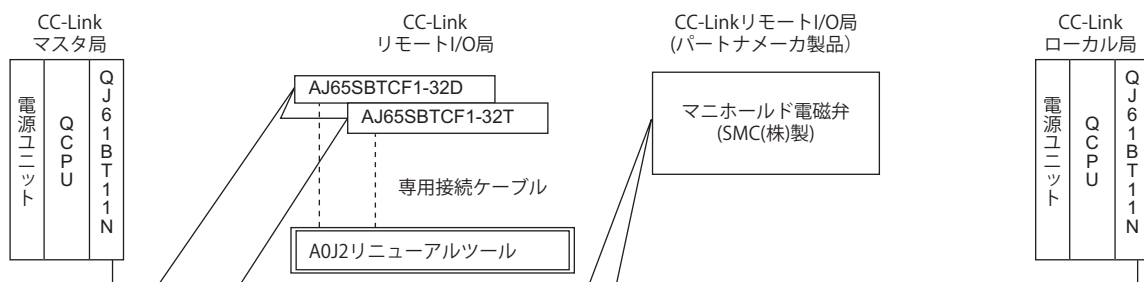 CC-Link
マスタ局
電源ユニット
QCPU
QJ61BT11N
CC-Link
リモートI/O局
AJ65SBTCF1-32D
AJ65SBTCF1-32T
専用接続ケーブル
A0J2リニューアルツール
CC-LinkリモートI/O局
(パートナメーカ製品）
マニホールド電磁弁
(SMC(株)製)
CC-Link
ローカル局
電源ユニット
QCPU
QJ61BT11N